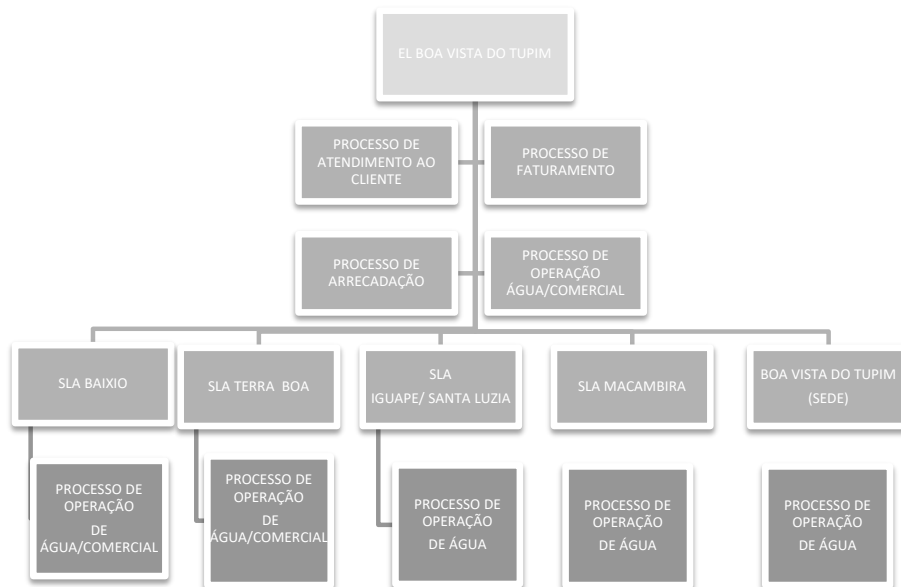 EL BOA VISTA DO TUPIM
PROCESSO DE
ATENDIMENTO AO
CLIENTE
PROCESSO DE
FATURAMENTO
PROCESSO DE
ARRECADAÇÃO
PROCESSO DE
OPERAÇÃO
ÁGUA/COMERCIAL
SLA BAIXIO
SLA TERRA BOA
SLA
IGUAPE/ SANTA LUZIA
SLA MACAMBIRA
BOA VISTA DO TUPIM
(SEDE)
PROCESSO DE
OPERAÇÃO
DE
ÁGUA/COMERCIAL
PROCESSO DE
OPERAÇÃO
DE
ÁGUA/COMERCIAL
PROCESSO DE
OPERAÇÃO
DE ÁGUA
PROCESSO DE
OPERAÇÃO
DE ÁGUA
PROCESSO DE
OPERAÇÃO
DE ÁGUA